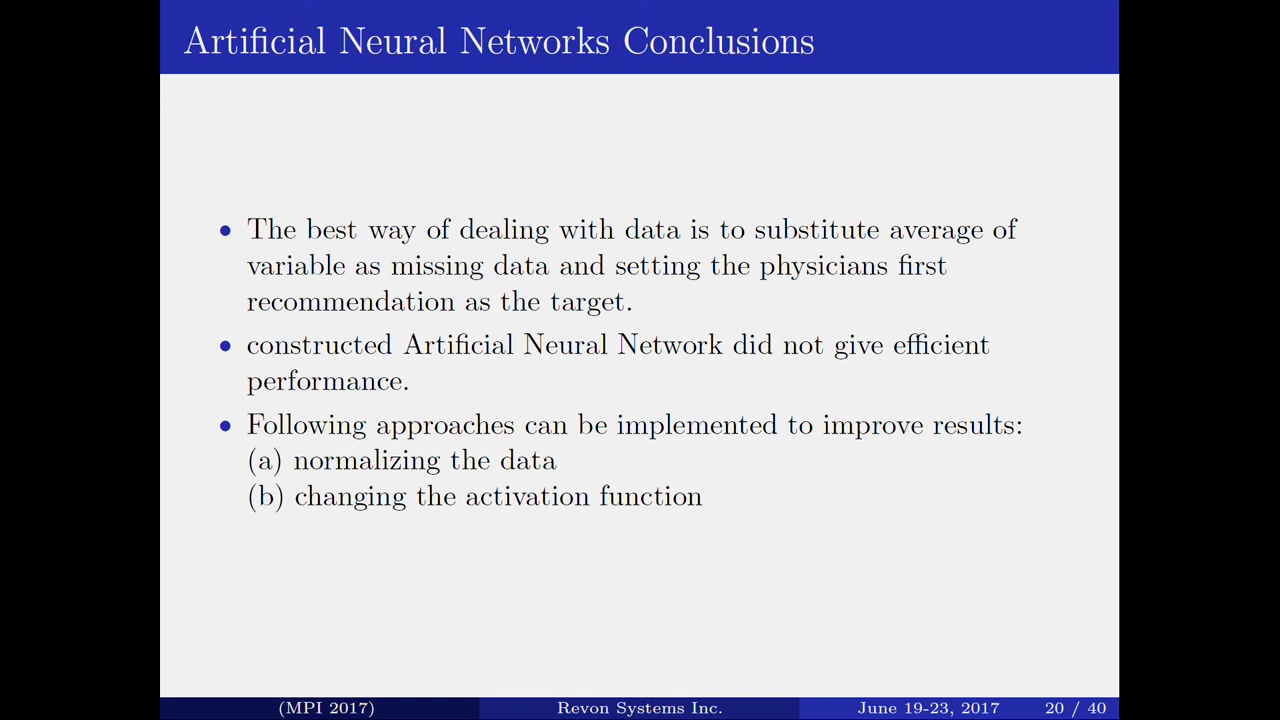 Artificial Neural Networks Conclusions
• The best way of dealing with data is to substitute average of
variable as missing data and setting the physicians first
recommendation as the target.
• constructed Artificial Neural Network did not give efficient
performance.
• Following approaches can be implemented to improve results:
(a) normalizing the data
(b) changing the activation function
(MPI 2017) Revon Systems Inc. June 19-23, 2017 20 / 40